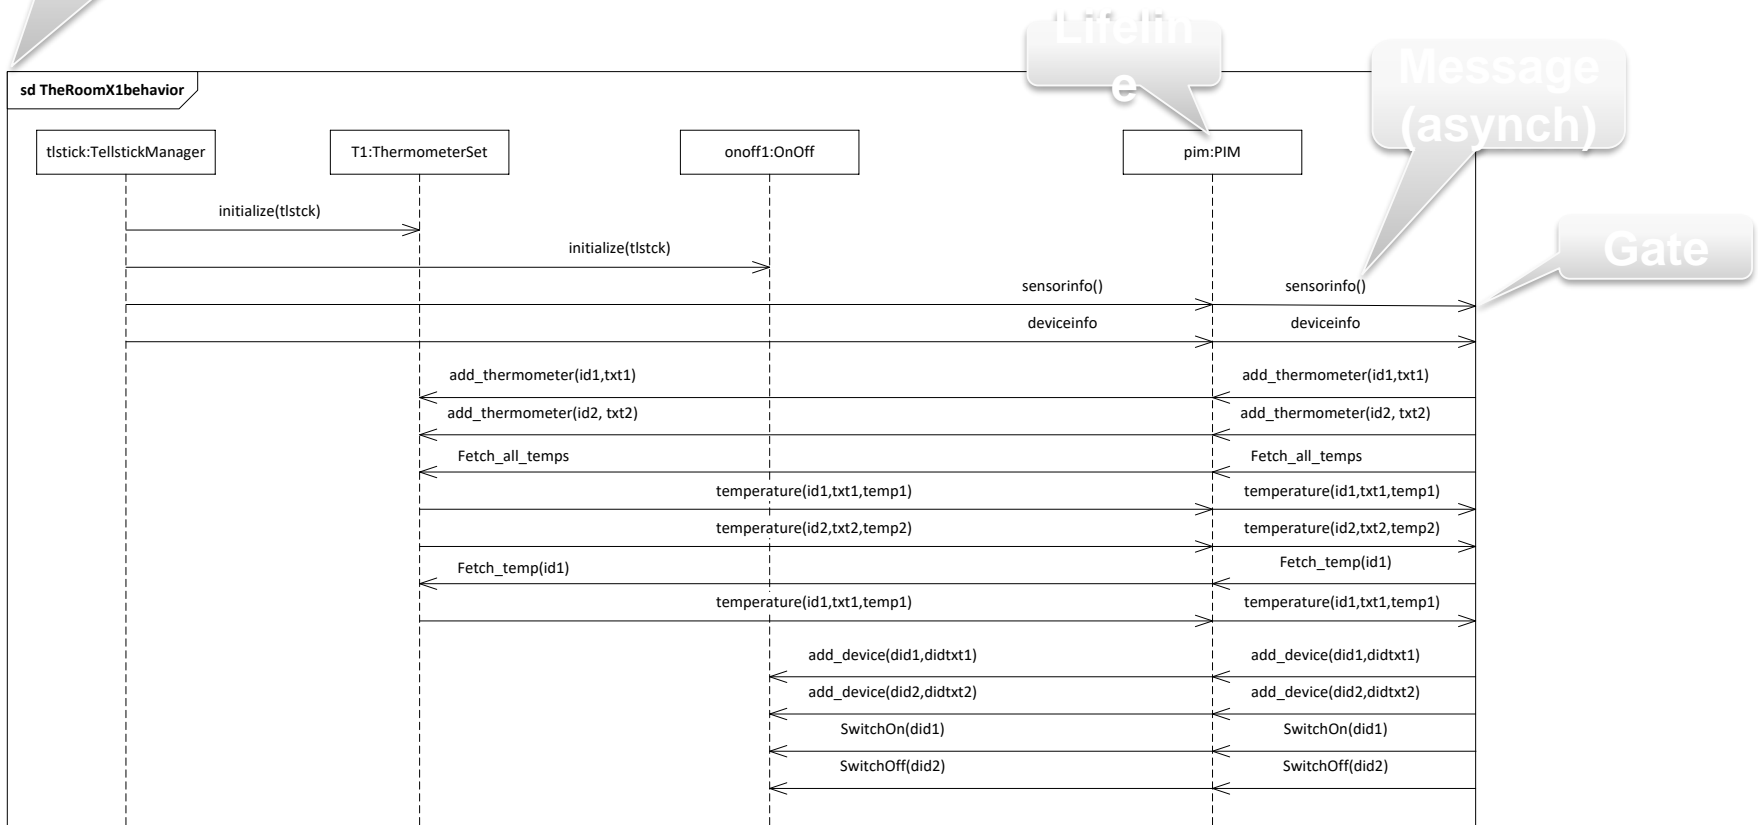 Lifelin
e
Message
(asynch)
sd TheRoomX1behavior
tlstick:TellstickManager
T1:ThermometerSet
onoff1:OnOff
pim:PIM
initialize(tlstck)
initialize(tlstck)
Gate
sensorinfo()
sensorinfo()
deviceinfo
deviceinfo
add_thermometer(id1,txt1)
add_thermometer(id1,txt1)
add_thermometer(id2, txt2)
add_thermometer(id2, txt2)
Fetch_all_temps
Fetch_all_temps
temperature(id1,txt1,temp1)
temperature(id1,txt1,temp1)
temperature(id2,txt2,temp2)
temperature(id2,txt2,temp2)
Fetch_temp(id1)
Fetch_temp(id1)
temperature(id1,txt1,temp1)
temperature(id1,txt1,temp1)
add_device(did1,didtxt1)
add_device(did1,didtxt1)
add_device(did2,didtxt2)
add_device(did2,didtxt2)
SwitchOn(did1)
SwitchOn(did1)
SwitchOff(did2)
SwitchOff(did2)